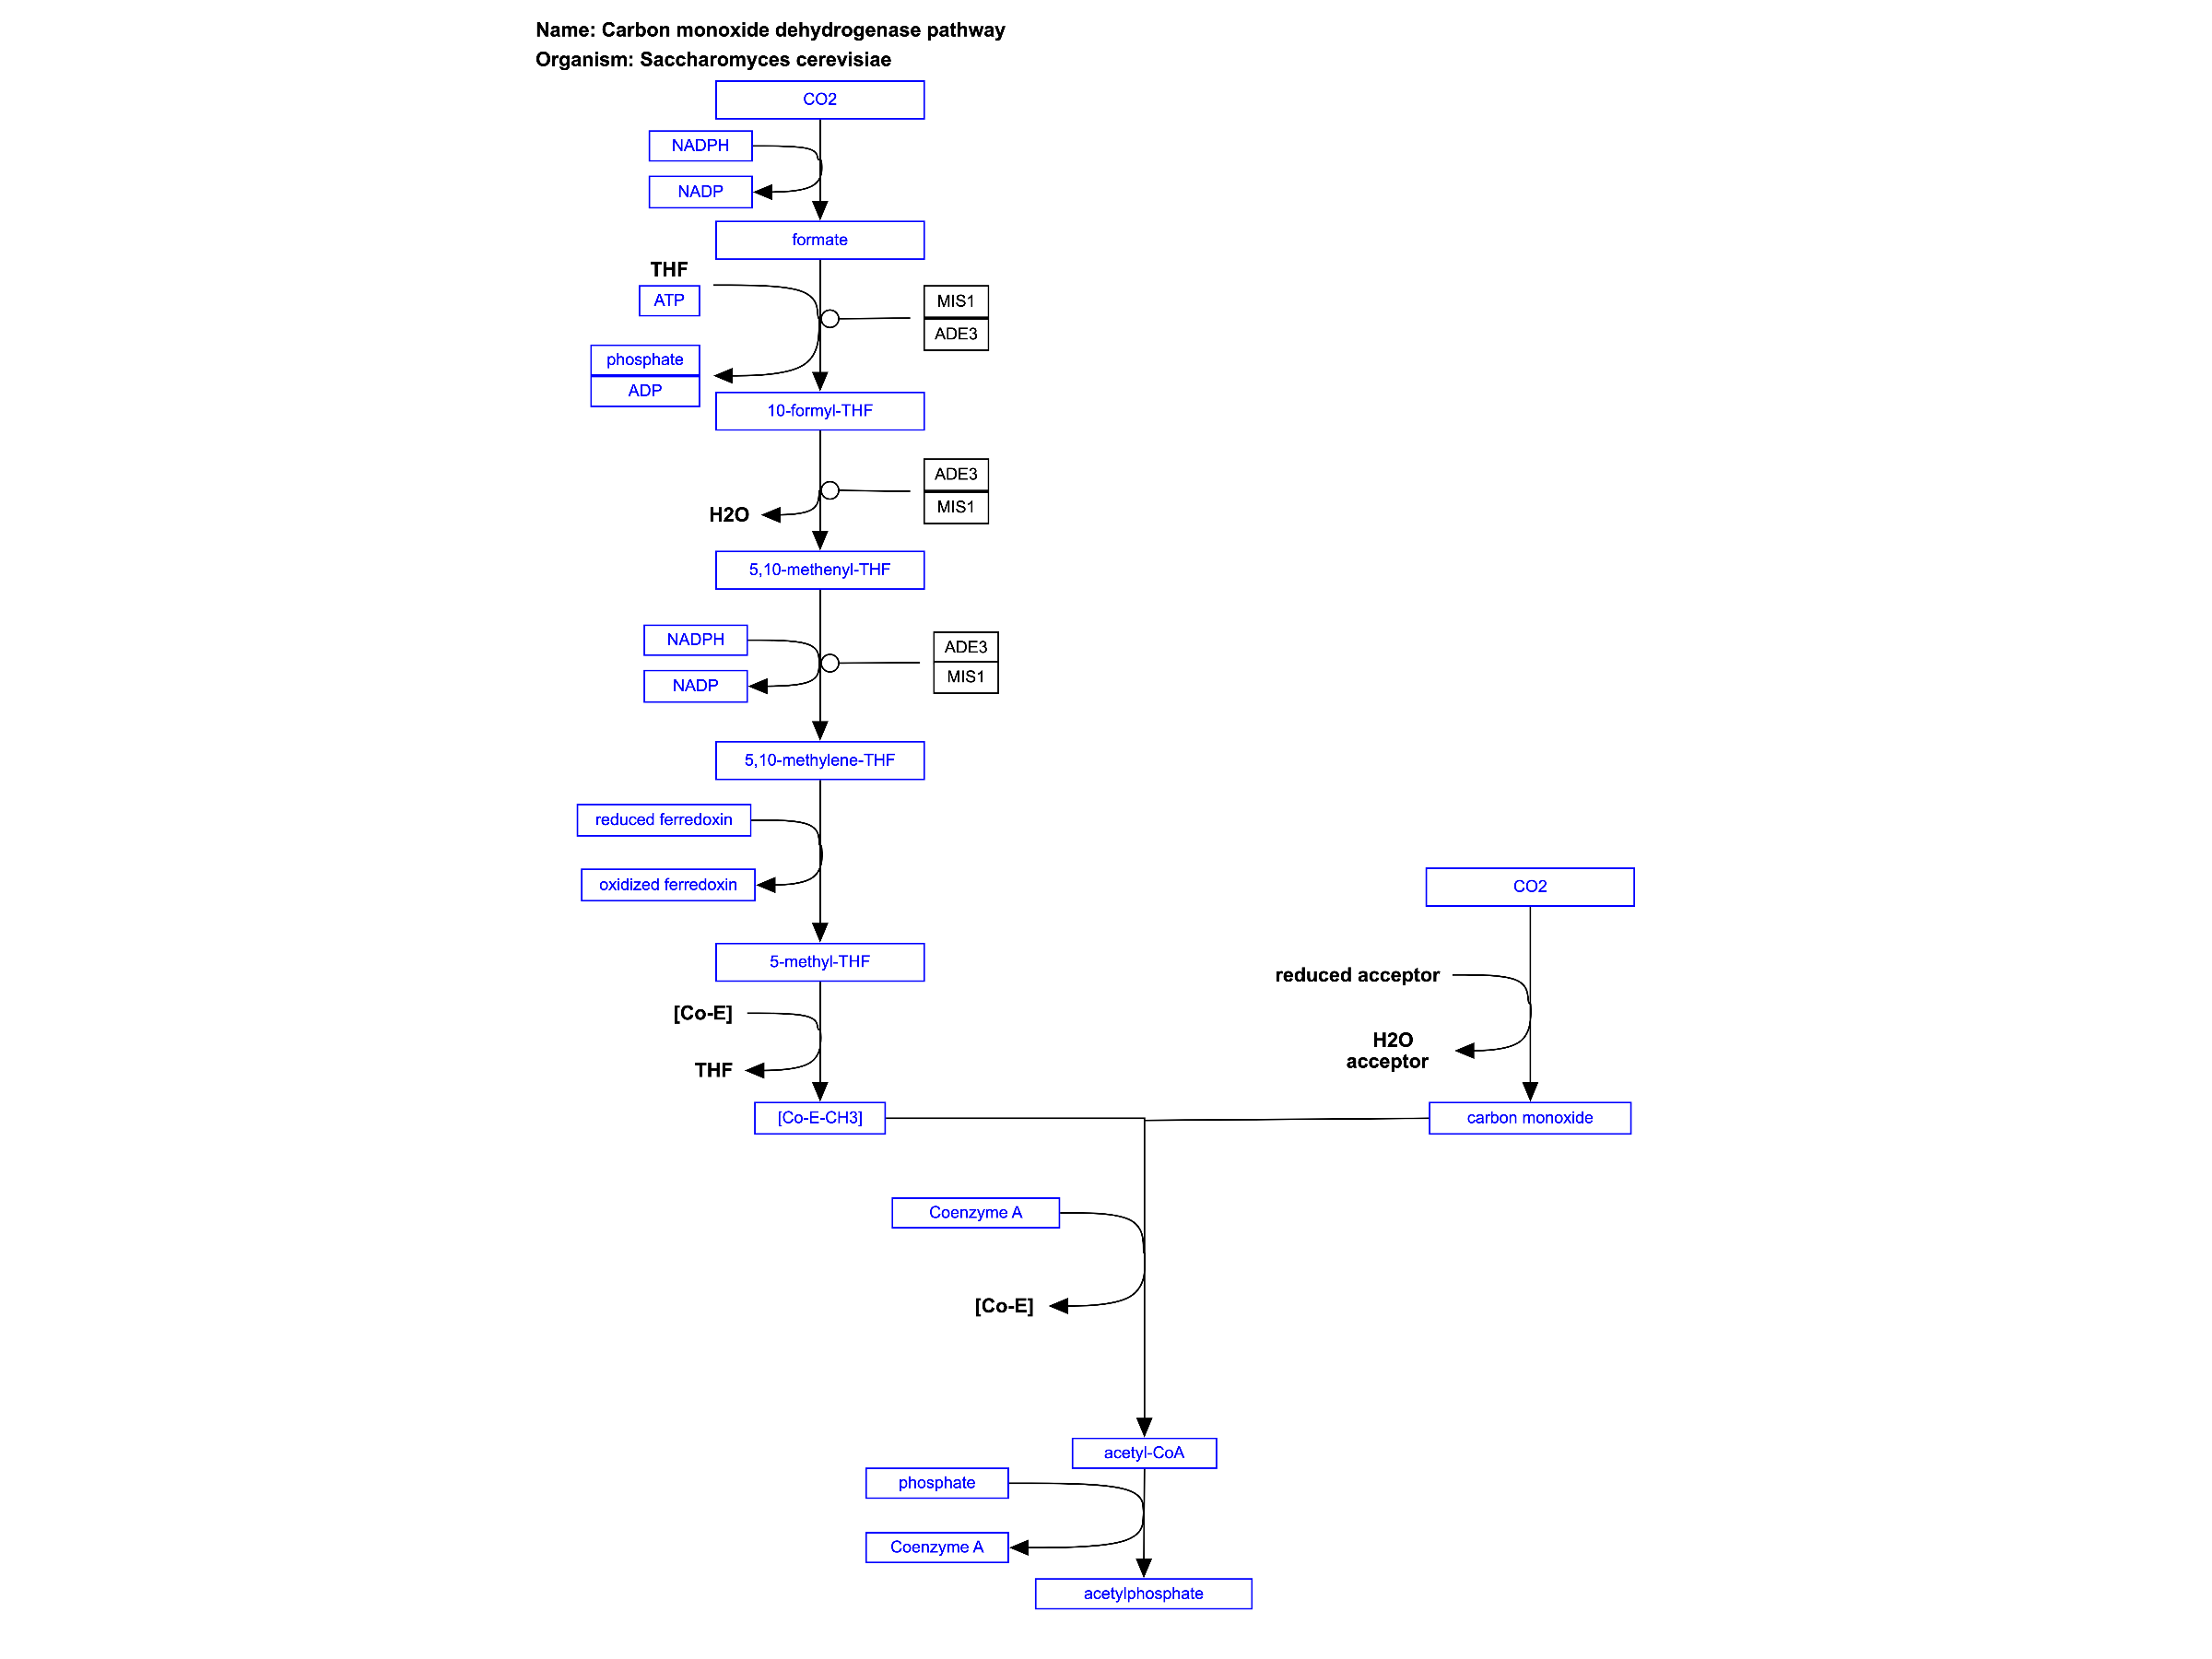 Name: Carbon monoxide dehydrogenase pathway
Organism: Saccharomyces cerevisiae
CO2
NADPH
NADP
formate
THF
ATP
MIS1
ADE3
phosphate
ADP
10-formyl-THF
ADE3
MIS1
H2O
5,10-methenyl-THF
NADPH
ADE3
MIS1
NADP
5,10-methylene-THF
reduced ferredoxin
oxidized ferredoxin
CO2
5-methyl-THF
reduced acceptor
[Co-E]
H2O
acceptor
THF
[Co-E-CH3]
carbon monoxide
Coenzyme A
[Co-E]
acetyl-CoA
phosphate
Coenzyme A
acetylphosphate